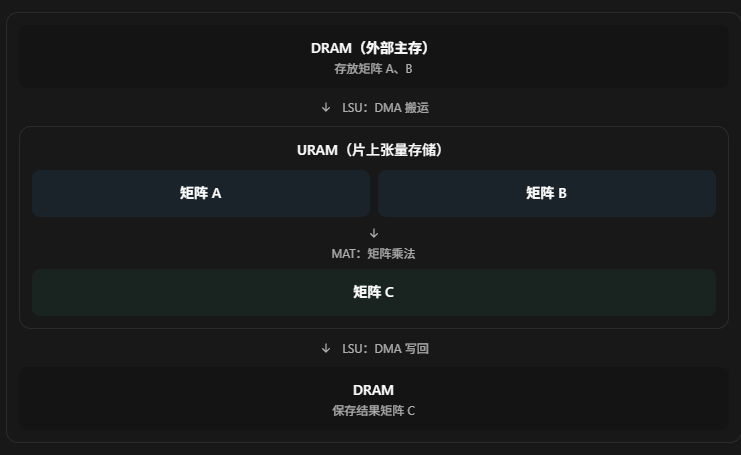 DRAM（外部主存）
存放矩阵 A、B
↓ LSU：DMA 搬运
URAM（片上张量存储）
矩阵 A
矩阵 B
↓
MAT：矩阵乘法
矩阵 C
↓ LSU：DMA 写回
DRAM
保存结果矩阵 C